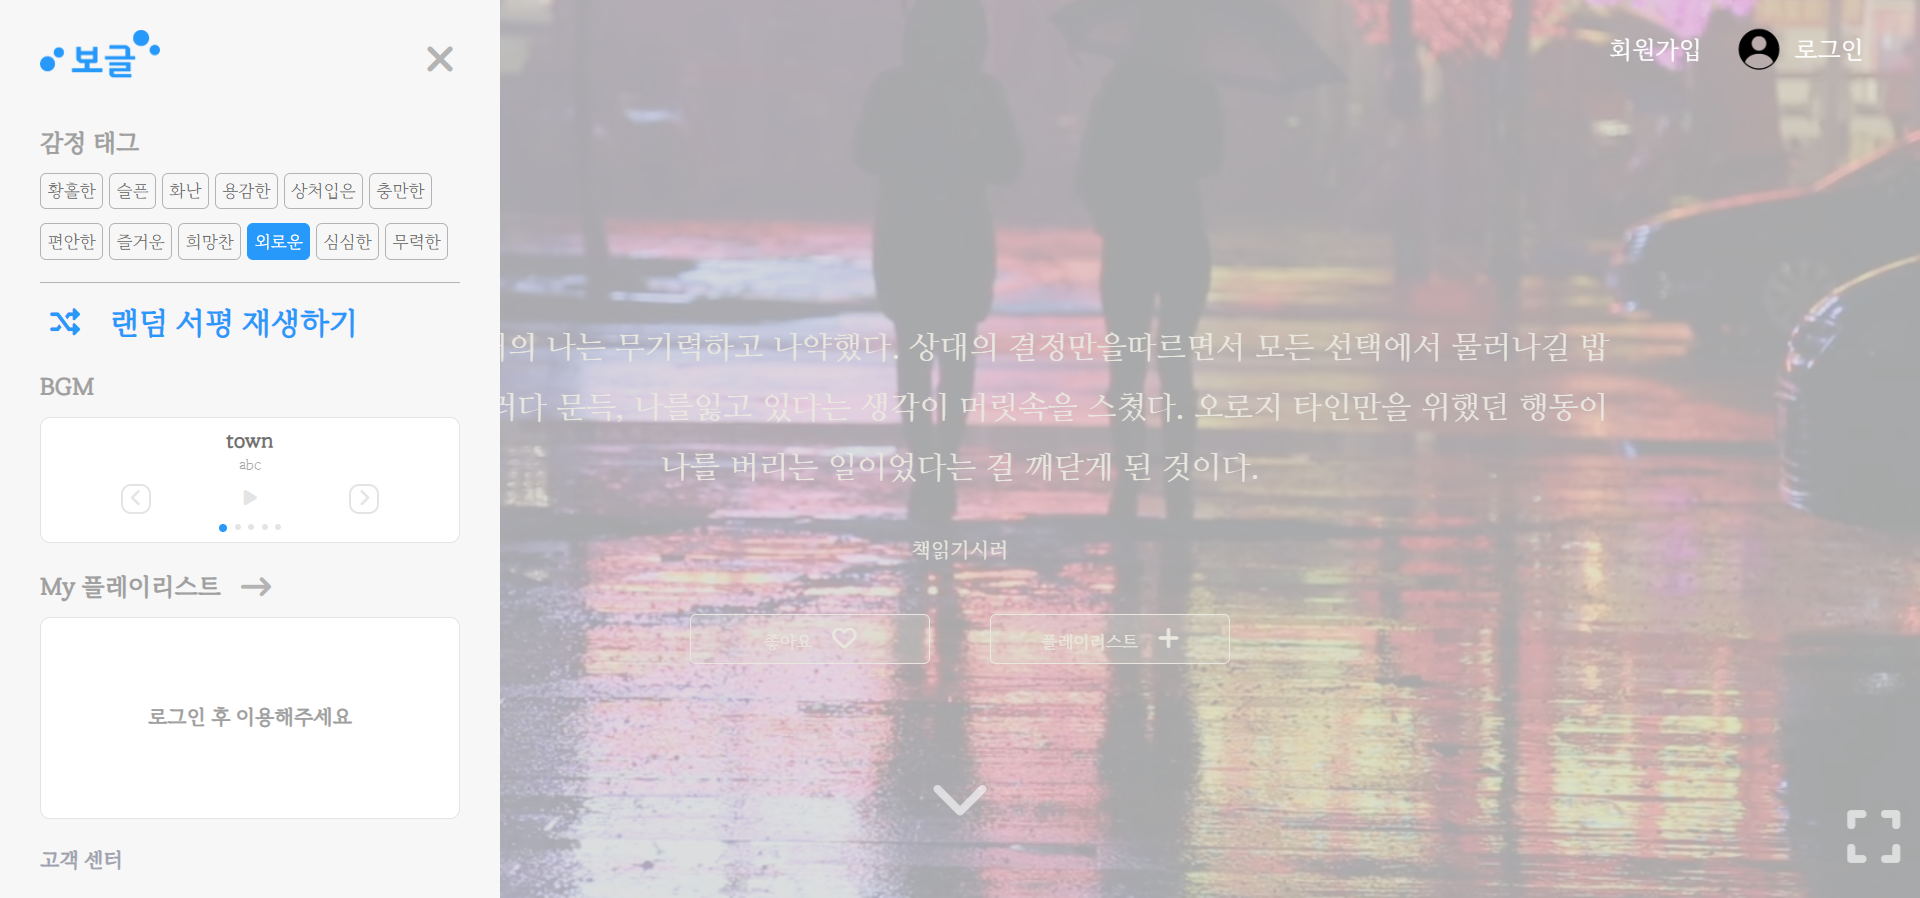 보글
회원가입
로그인
감정 태그
황홀한 슬픈 화난 용감한 상처입은 충만한
편안한 즐거운 희망찬 외로운 심심한 무력한
랜덤 서평 재생하기
BGM
town
abc
My 플레이리스트
로그인 후 이용해주세요
고객 센터
나는 무기력하고 나약했다. 상대의 결정만을따르면서 모든 선택에서 물러나길 밥
문득, 나를잃고 있다는 생각이 머릿속을 스쳤다. 오로지 타인만을 위했던 행동이
나를 버리는 일이었다는 걸 깨닫게 된 것이다.
책읽기시러
좋아요
플레이리스트